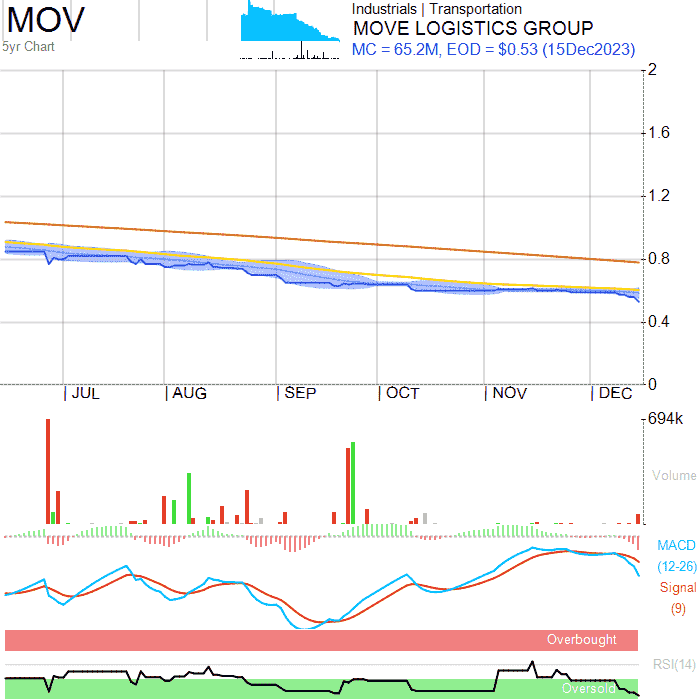 MOV
5yr Chart
Industrials | Transportation
MOVE LOGISTICS GROUP
MC = 65.2M, EOD = $0.53 (15Dec2023)
2
1.6
1.2
0.8
0.4
0
JUL AUG SEP OCT NOV DEC
694k
Volume
MACD
(12-26)
Signal
(9)
Overbought
RSI(14)
Oversold